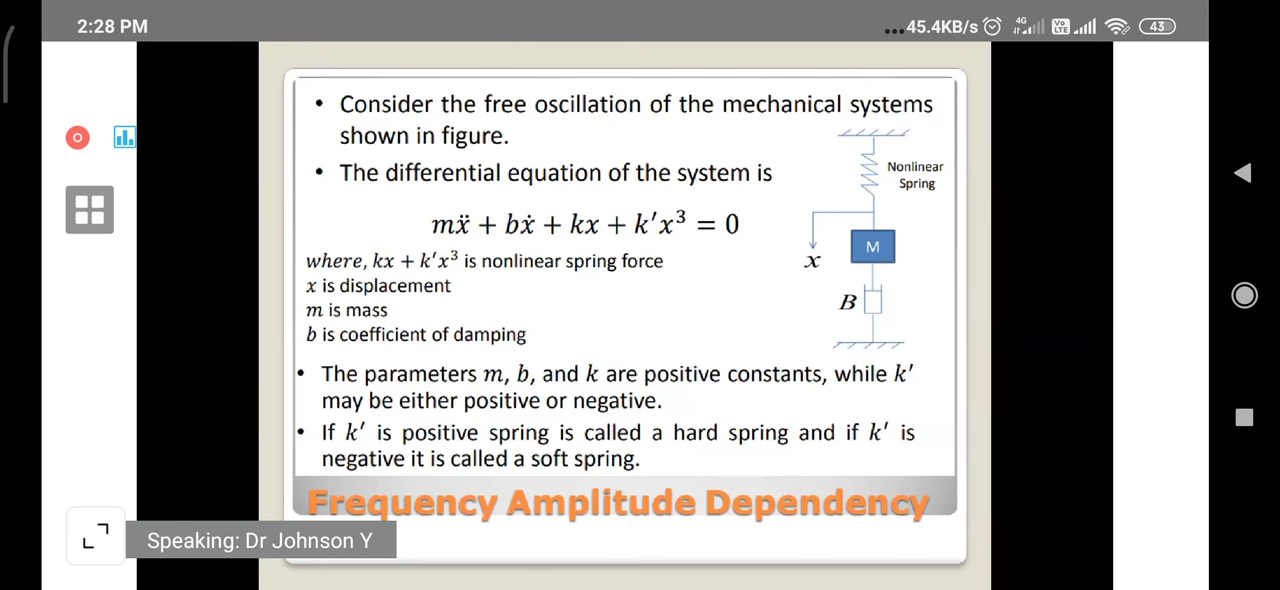 2:28 PM
...45.4KB/s 4G Vo LTE 43
• Consider the free oscillation of the mechanical systems
shown in figure.
• The differential equation of the system is
Nonlinear
Spring
mẍ + bẋ + kx + k′x³ = 0
M
x
B
where, kx + k′x³ is nonlinear spring force
x is displacement
m is mass
b is coefficient of damping
• The parameters m, b, and k are positive constants, while k′
may be either positive or negative.
• If k′ is positive spring is called a hard spring and if k′ is
negative it is called a soft spring.
Frequency Amplitude Dependency
Speaking: Dr Johnson Y